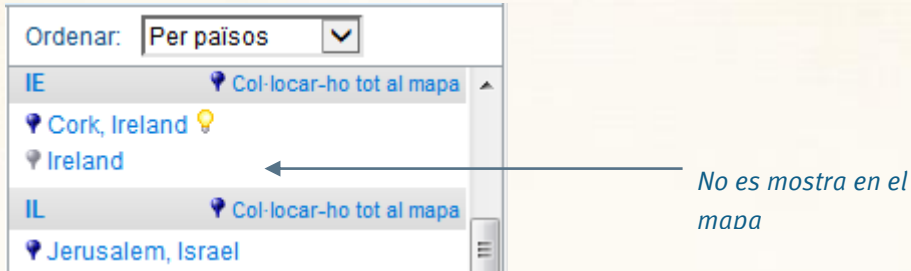 Ordenar: Per països
IE Col·locar-ho tot al mapa
Cork, Ireland
Ireland
IL Col·locar-ho tot al mapa
Jerusalem, Israel
No es mostra en el
mapa